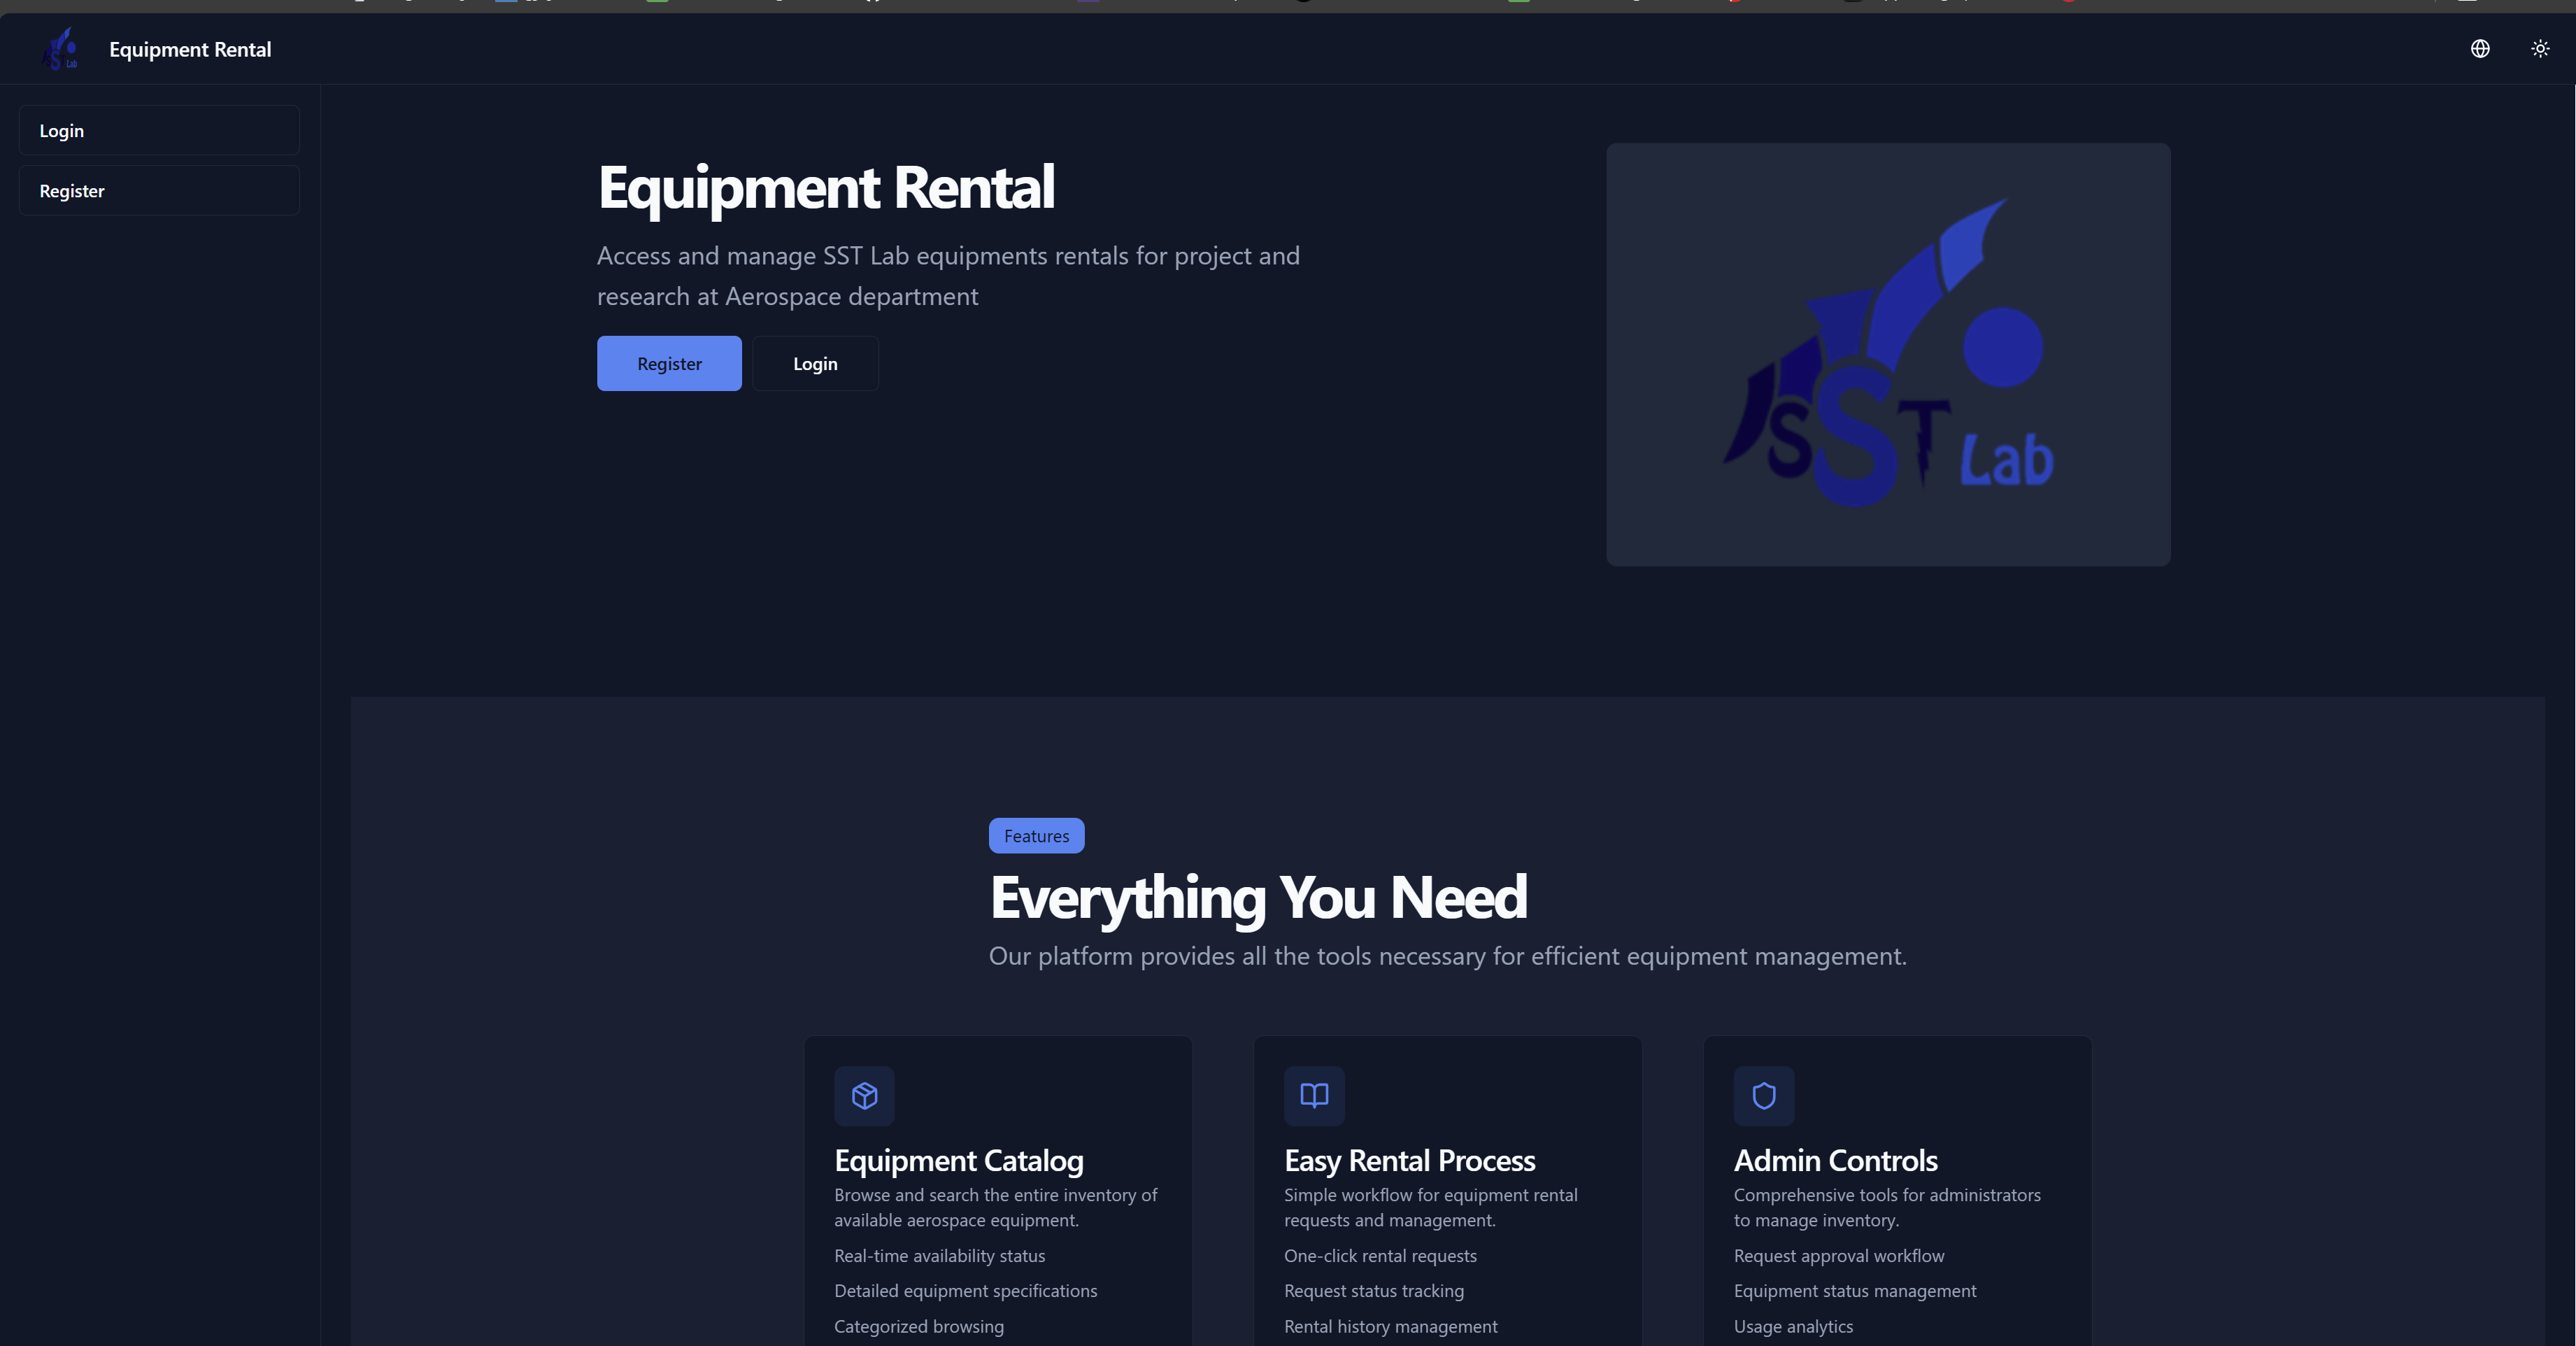 SST Lab
Equipment Rental
Login
Register
Equipment Rental
Access and manage SST Lab equipments rentals for project and
research at Aerospace department
Register
Login
SST Lab
Features
Everything You Need
Our platform provides all the tools necessary for efficient equipment management.
Equipment Catalog
Browse and search the entire inventory of
available aerospace equipment.
Real-time availability status
Detailed equipment specifications
Categorized browsing
Easy Rental Process
Simple workflow for equipment rental
requests and management.
One-click rental requests
Request status tracking
Rental history management
Admin Controls
Comprehensive tools for administrators
to manage inventory.
Request approval workflow
Equipment status management
Usage analytics